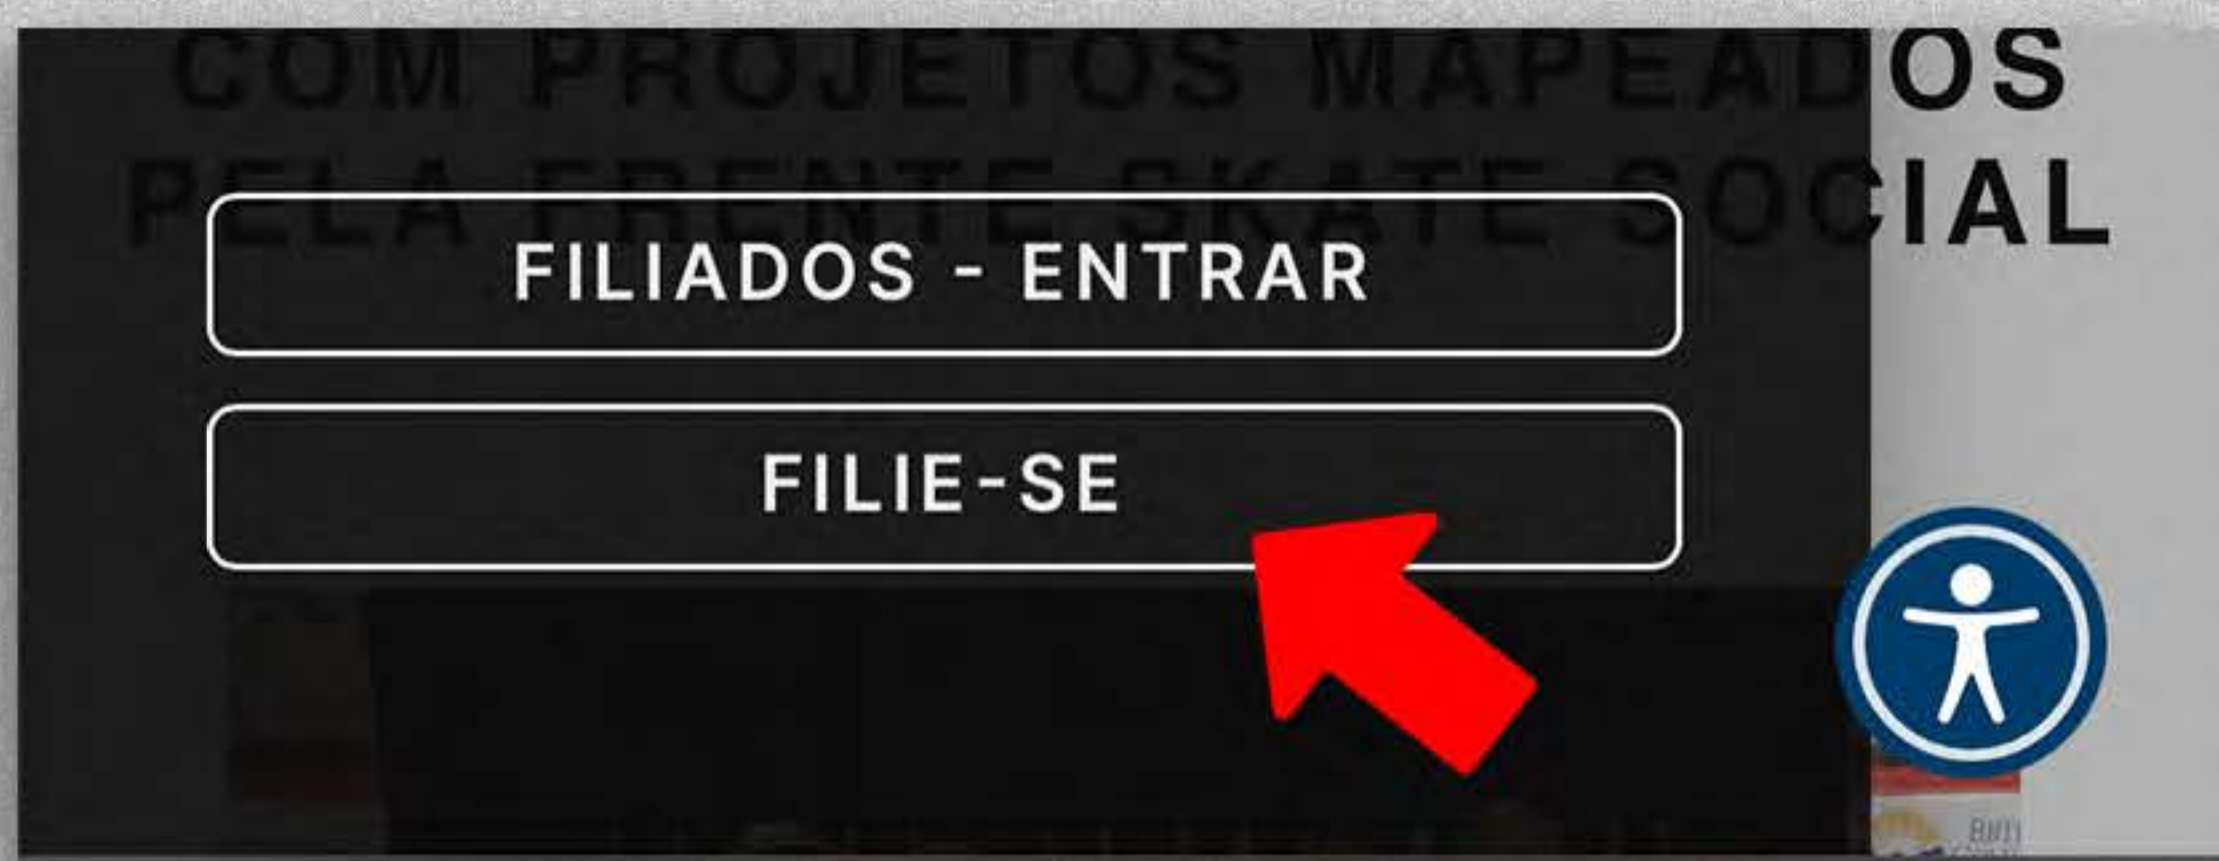 COM PROJETOS MAPEADOS
PELA FRENTE SKATE SOCIAL
FILIADOS - ENTRAR
FILIE-SE